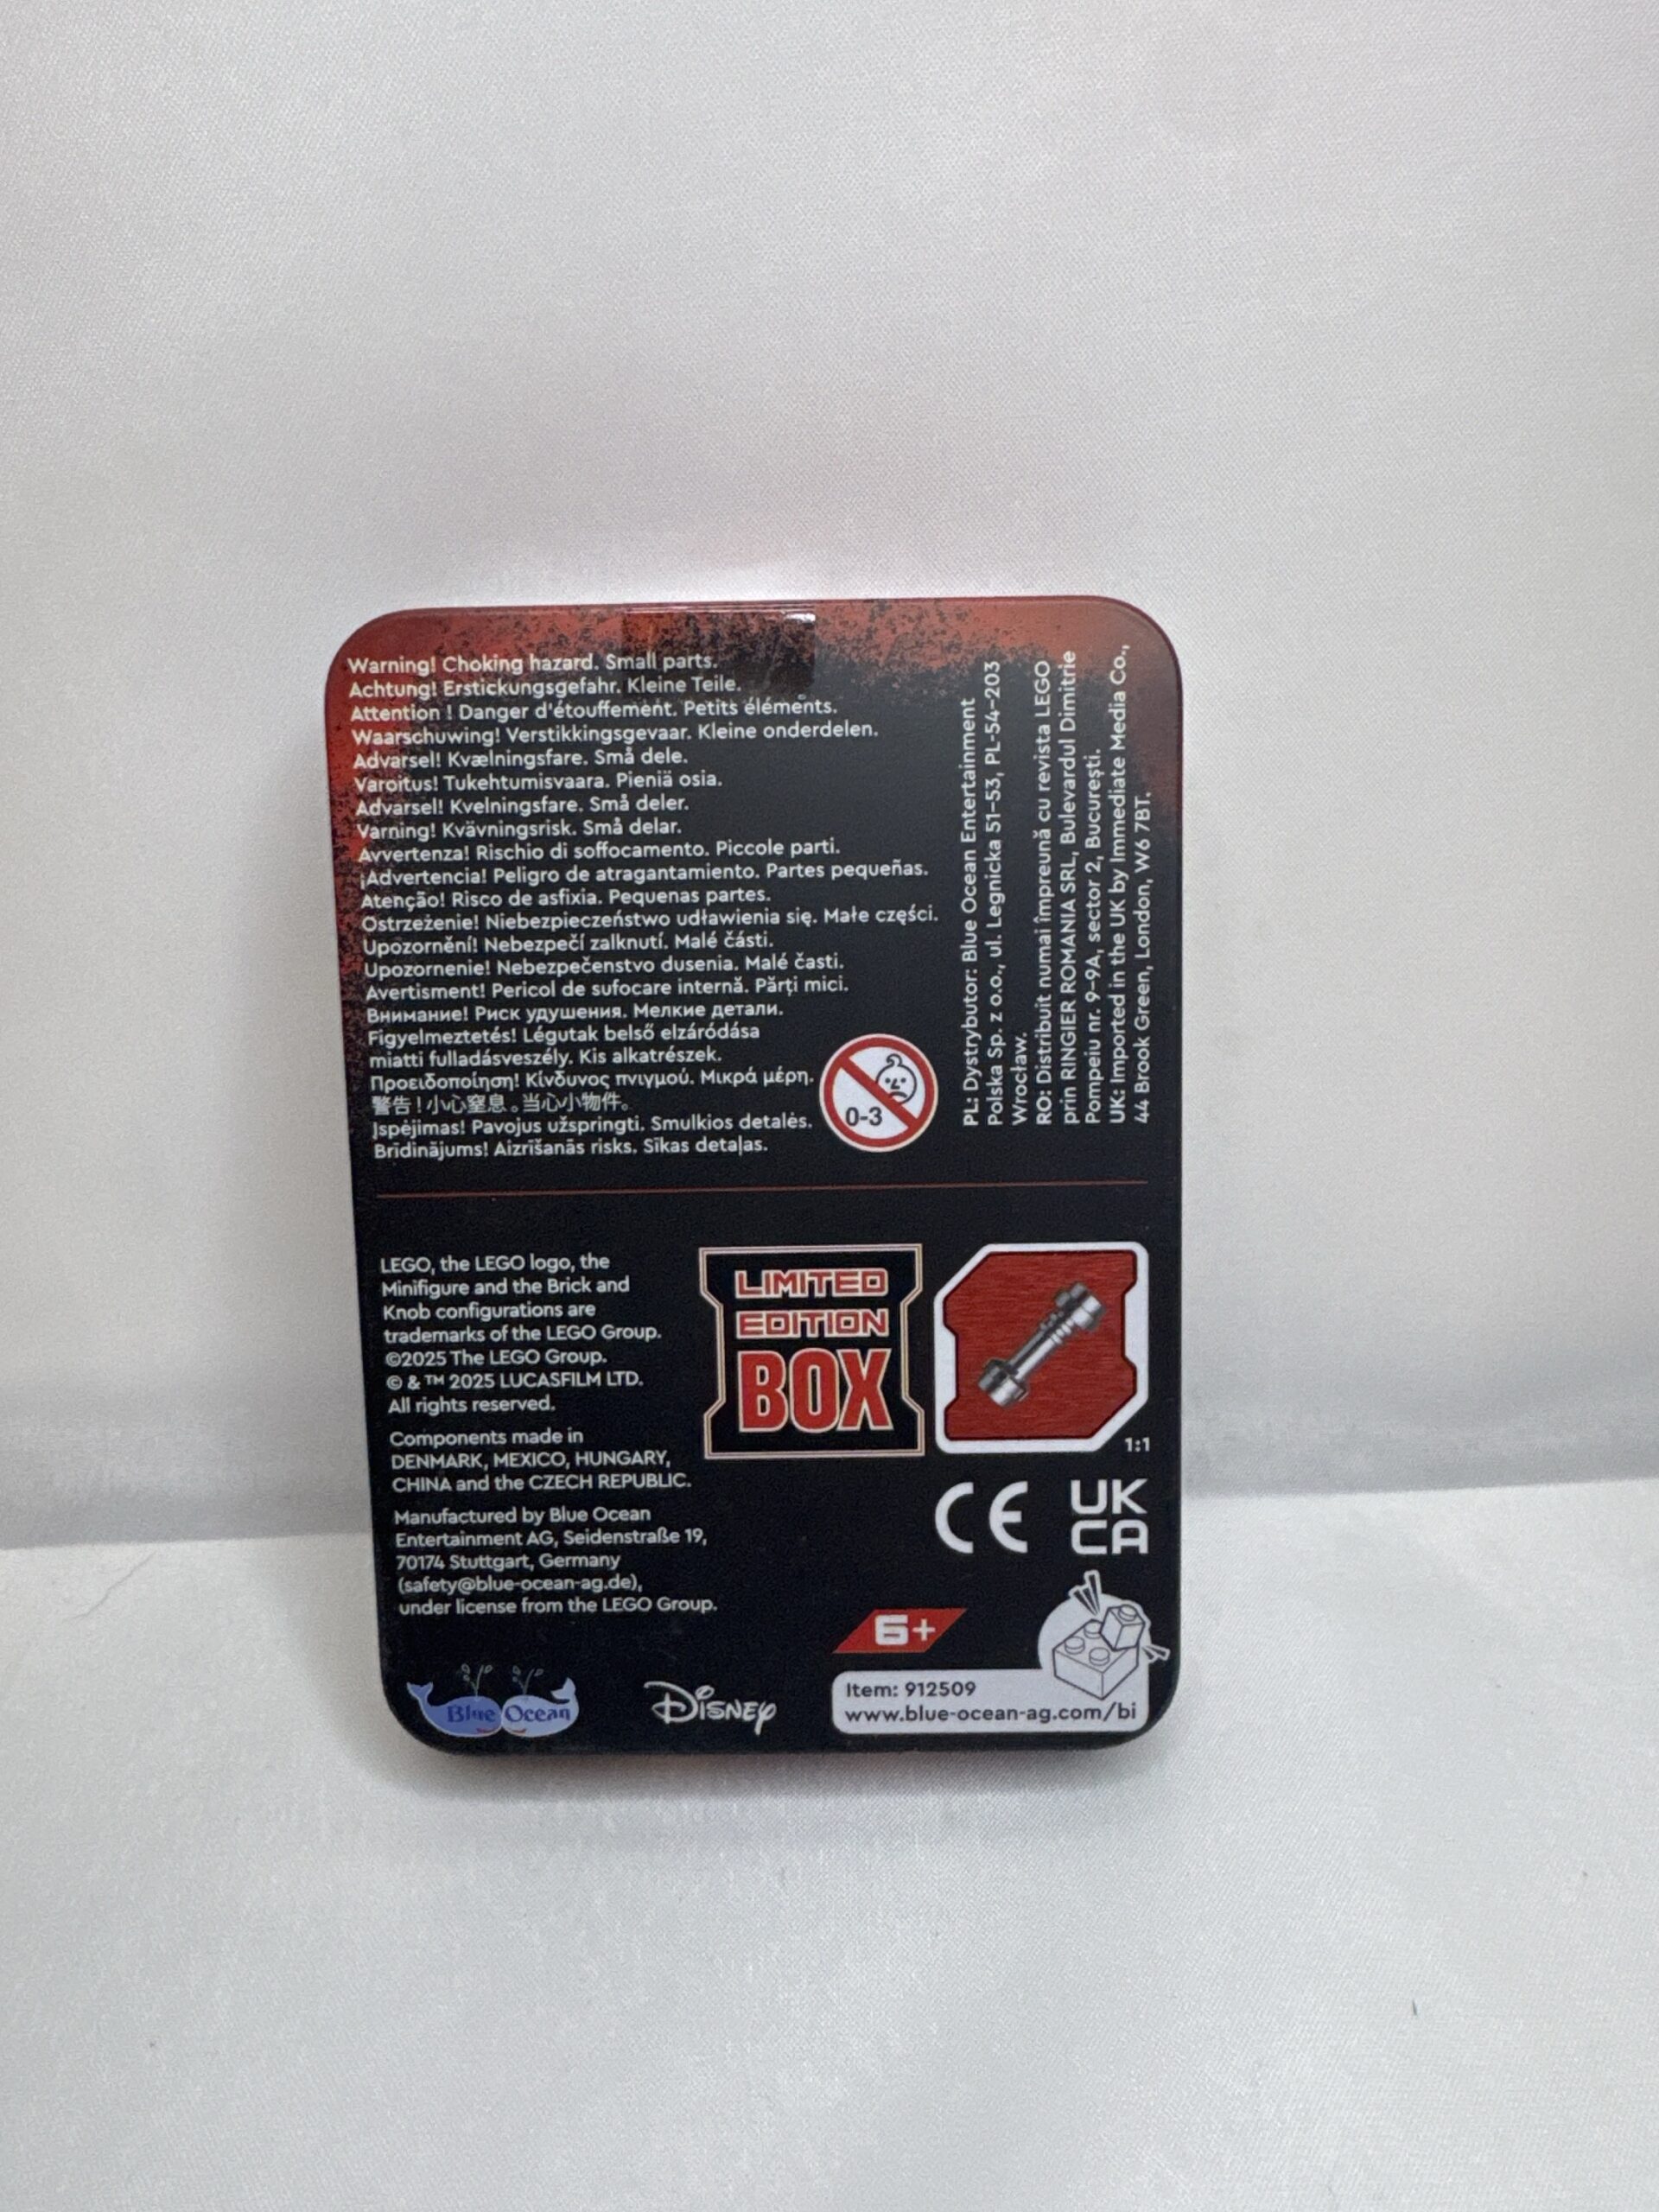 Warning! Choking hazard. Small parts.
Achtung! Erstickungsgefahr. Kleine Teile.
Attention ! Danger d'étouffement. Petits éléments.
Waarschuwing! Verstikkingsgevaar. Kleine onderdelen.
Advarsel! Kvælningsfare. Små dele.
Varoitus! Tukehtumisvaara. Pieniä osia.
Advarsel! Kvelningsfare. Små deler.
Varning! Kvävningsrisk. Små delar.
Avvertenza! Rischio di soffocamento. Piccole parti.
¡Advertencia! Peligro de atragantamiento. Partes pequeñas.
Atenção! Risco de asfixia. Pequenas partes.
Ostrzeżenie! Niebezpieczeństwo udławienia się. Małe części.
Upozornění! Nebezpečí zalknutí. Malé části.
Upozornenie! Nebezpečenstvo dusenia. Malé časti.
Avertisment! Pericol de sufocare internă. Părți mici.
Внимание! Риск удушения. Мелкие детали.
Figyelmeztetés! Légutak belső elzáródása
miatti fulladásveszély. Kis alkatrészek.
Προειδοποίηση! Κίνδυνος πνιγμού. Μικρά μέρη.
警告！小心窒息。当心小物件。
Įspėjimas! Pavojus užspringti. Smulkios detalės.
Brīdinājums! Aizrīšanās risks. Sīkas detaļas.
0-3
PL: Dystrybutor: Blue Ocean Entertainment
Polska Sp. z o.o., ul. Legnicka 51-53, PL-54-203
Wrocław.
RO: Distribuit numai împreună cu revista LEGO
prin RINGIER ROMANIA SRL, Bulevardul Dimitrie
Pompeiu nr. 9-9A, sector 2, București.
UK: Imported in the UK by Immediate Media Co.,
44 Brook Green, London, W6 7BT.
LEGO, the LEGO logo, the
Minifigure and the Brick and
Knob configurations are
trademarks of the LEGO Group.
©2025 The LEGO Group.
© & ™ 2025 LUCASFILM LTD.
All rights reserved.
Components made in
DENMARK, MEXICO, HUNGARY,
CHINA and the CZECH REPUBLIC.
Manufactured by Blue Ocean
Entertainment AG, Seidenstraße 19,
70174 Stuttgart, Germany
(safety@blue-ocean-ag.de),
under license from the LEGO Group.
LIMITED
EDITION
BOX
1:1
CE
UK
CA
6+
Blue Ocean
Disney
Item: 912509
www.blue-ocean-ag.com/bi